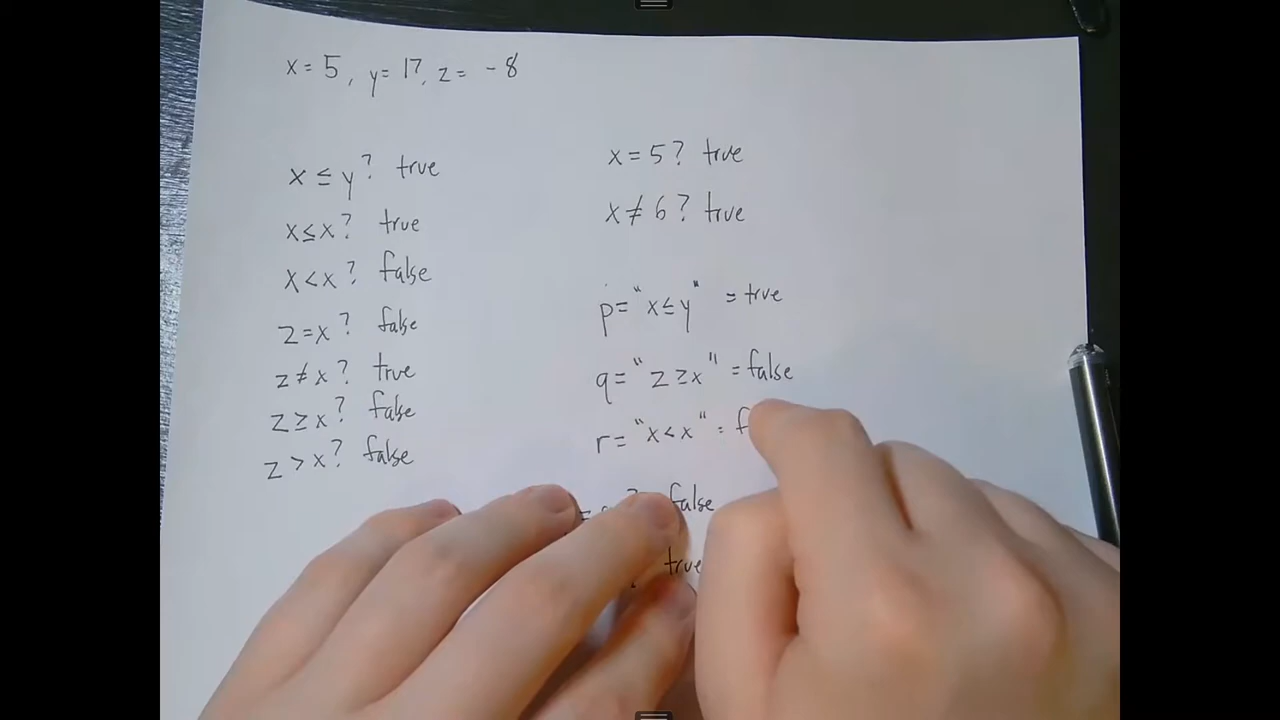 x = 5, y = 17, z = -8
x ≤ y? true
x ≤ x? true
x < x? false
z = x? false
z ≠ x? true
z ≥ x? false
z > x? false
x = 5? true
x ≠ 6? true
p = "x ≤ y" = true
q = "z ≥ x" = false
r = "x < x" =
false
true